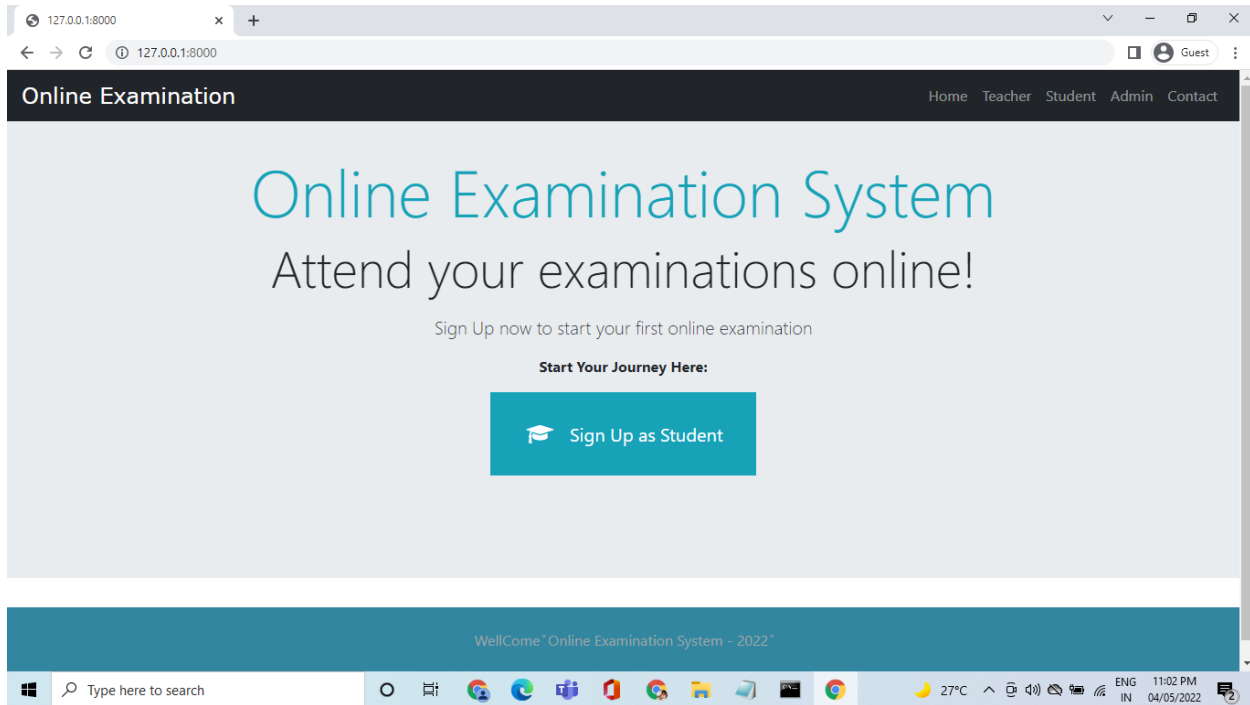 127.0.0.1:8000
127.0.0.1:8000
Guest
Online Examination
Home Teacher Student Admin Contact
Online Examination System
Attend your examinations online!
Sign Up now to start your first online examination
Start Your Journey Here:
Sign Up as Student
WellCome"Online Examination System - 2022"
Type here to search
27°C
ENG
IN
11:02 PM
04/05/2022
2